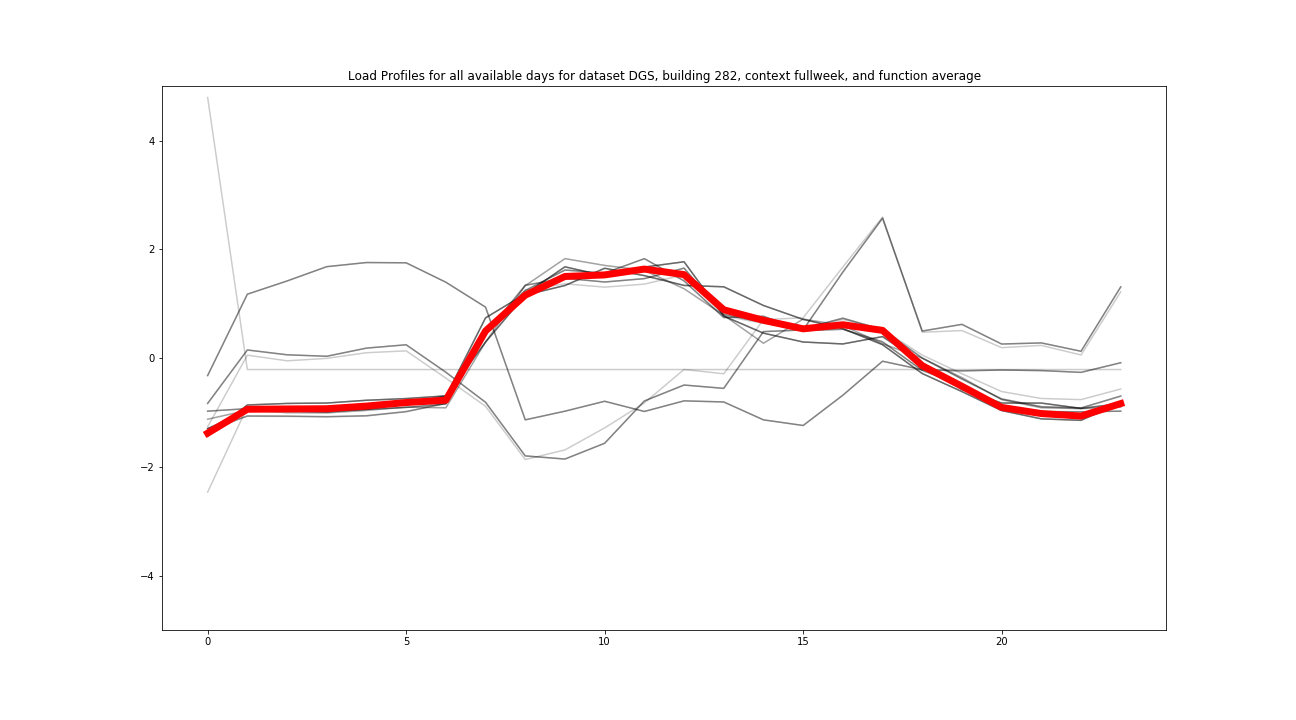 Load Profiles for all available days for dataset DGS, building 282, context fullweek, and function average
4
2
0
−2
−4
0 5 10 15 20